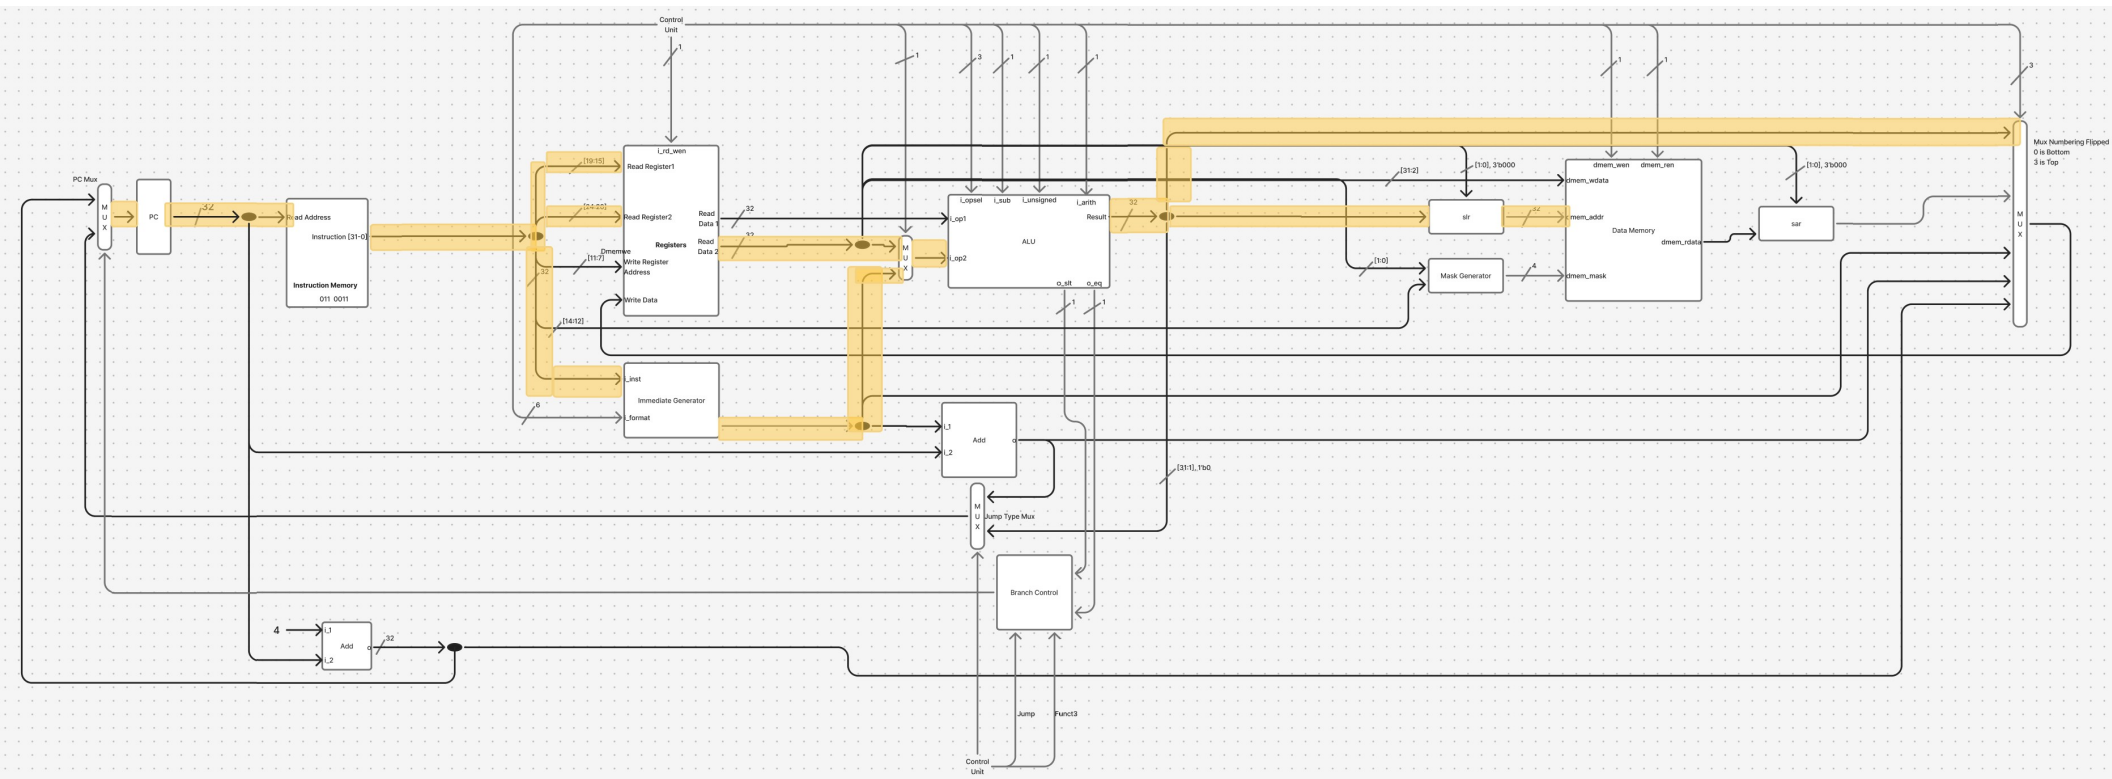 Control
Unit
1
1
3
1
1
1
1
1
3
PC Mux
M
U
X
PC
32
Read Address
Instruction [31-0]
Instruction Memory
011 0011
[19:15]
[24:20]
32
[11:7]
[14:12]
6
i_rd_wen
Read Register1
Read Register2
Read
Data 1
Registers
Read
Data 2
Dmemwe
Write Register
Address
Write Data
32
32
i_inst
Immediate Generator
i_format
M
U
X
i_opsel
i_sub
i_unsigned
i_arith
i_op1
Result
ALU
i_op2
o_slt
o_eq
1
1
32
[31:2]
[1:0], 3'b000
slr
32
[1:0]
Mask Generator
4
dmem_wen
dmem_ren
dmem_wdata
dmem_addr
Data Memory
dmem_rdata
dmem_mask
[1:0], 3'b000
sar
Mux Numbering Flipped
0 is Bottom
3 is Top
M
U
X
i_1
Add
o
i_2
[31:1], 1'b0
M
U
X
Jump Type Mux
Branch Control
4
i_1
Add
o
i_2
32
Jump
Funct3
Control
Unit